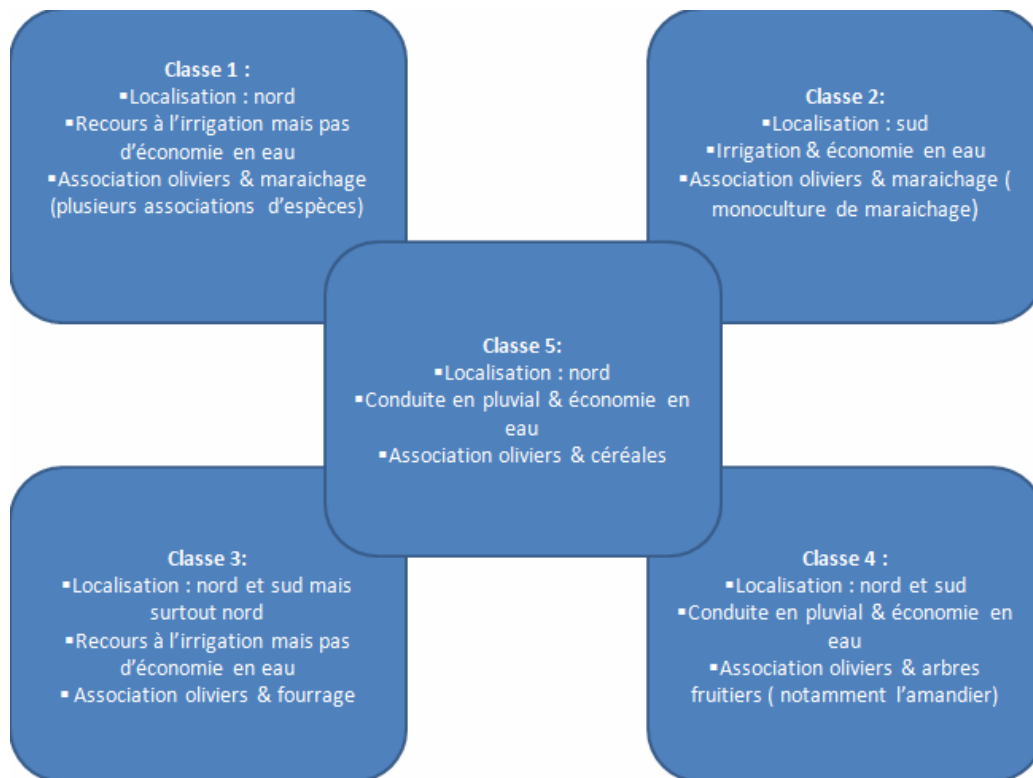 Classe 1 :
▪Localisation : nord
▪Recours à l'irrigation mais pas
d'économie en eau
▪Association oliviers & maraichage
(plusieurs associations d'espèces)
Classe 2:
▪Localisation : sud
▪Irrigation & économie en eau
▪Association oliviers & maraichage (
monoculture de maraichage)
Classe 5:
▪Localisation : nord
▪Conduite en pluvial & économie en
eau
▪Association oliviers & céréales
Classe 3:
▪Localisation : nord et sud mais
surtout nord
▪Recours à l'irrigation mais pas
d'économie en eau
▪Association oliviers & fourrage
Classe 4 :
▪Localisation : nord et sud
▪Conduite en pluvial & économie en
eau
▪Association oliviers & arbres
fruitiers ( notamment l'amandier)